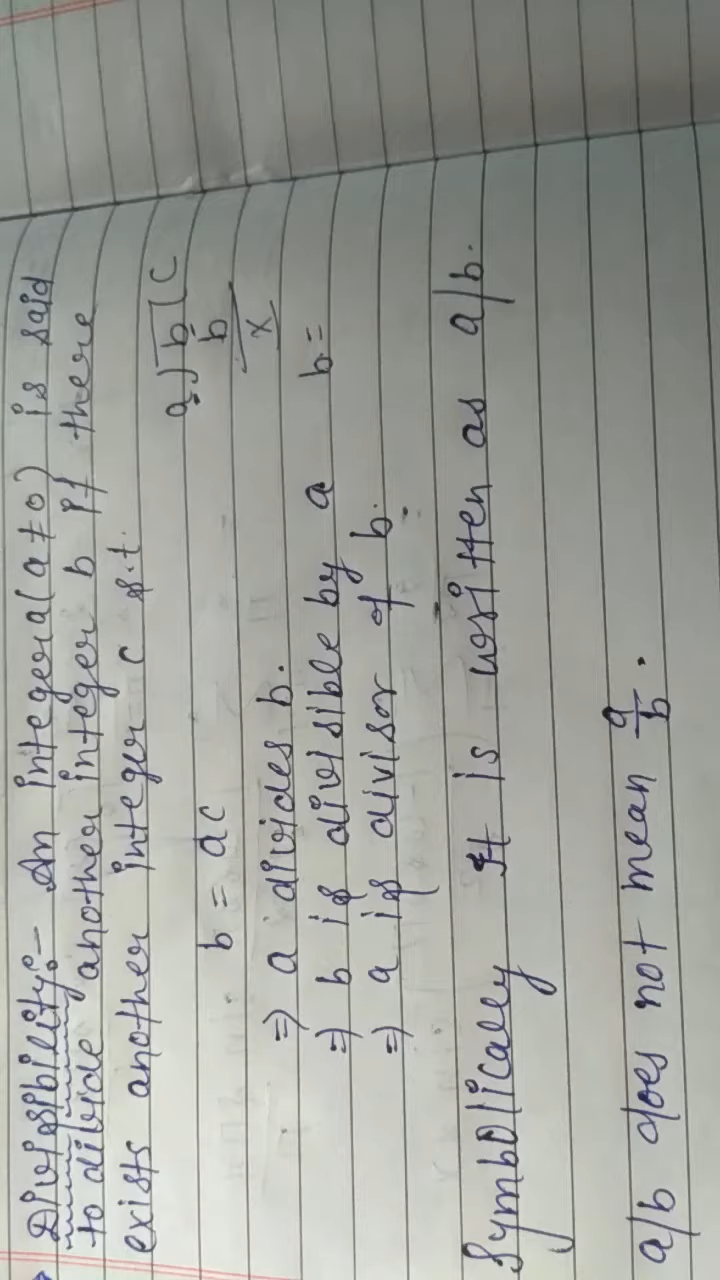 Divisibility:- An integer a(a≠0) is said
to divide another integer b if there
exists another integer c s.t.
b = ac
a) b (c
b
x
⇒ a divides b.
⇒ b is divisible by a b=
⇒ a is divisor of b.
Symbolically It is written as a/b.
a/b does not mean a/b.